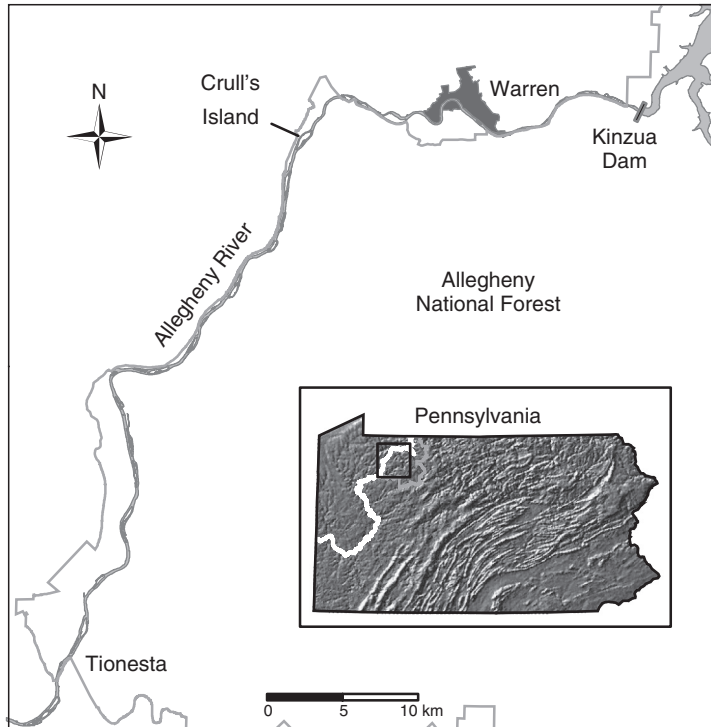 N
Crull's
Island
Warren
Kinzua
Dam
Allegheny River
Allegheny
National Forest
Pennsylvania
Tionesta
0 5 10 km